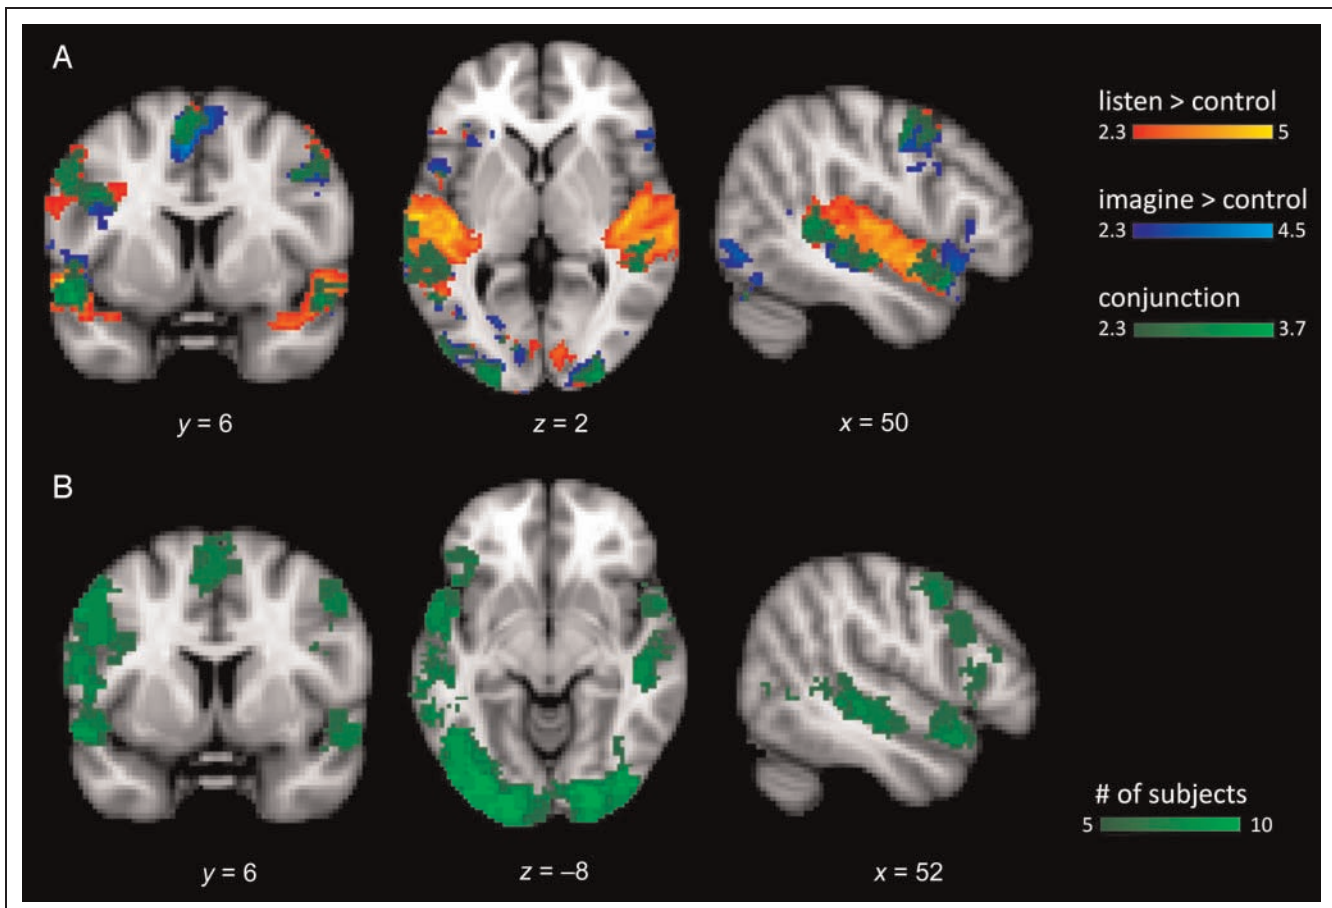 A
listen > control
2.3 5
imagine > control
2.3 4.5
conjunction
2.3 3.7
y = 6 z = 2 x = 50
B
# of subjects
5 10
y = 6 z = –8 x = 52